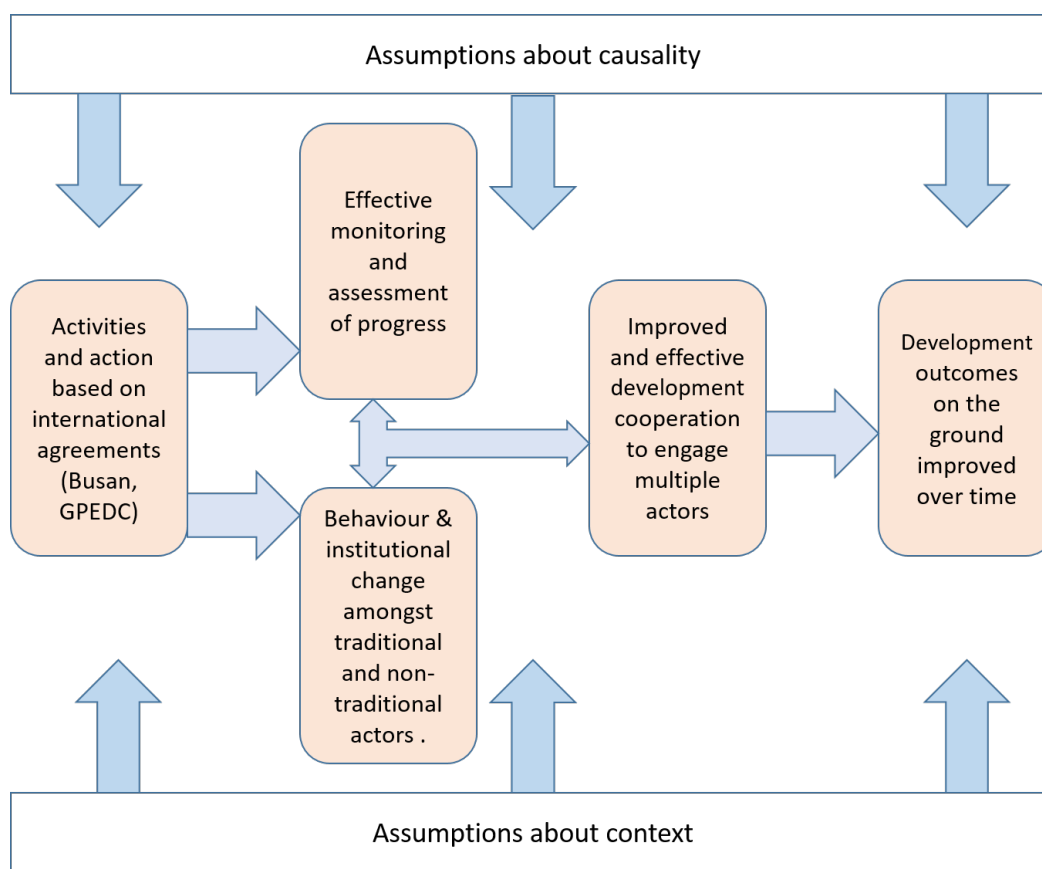 Assumptions about causality
Effective
monitoring
and
assessment
of progress
Activities
and action
based on
international
agreements
(Busan,
GPEDC)
Behaviour &
institutional
change
amongst
traditional
and non-
traditional
actors .
Improved
and effective
development
cooperation
to engage
multiple
actors
Development
outcomes
on the
ground
improved
over time
Assumptions about context